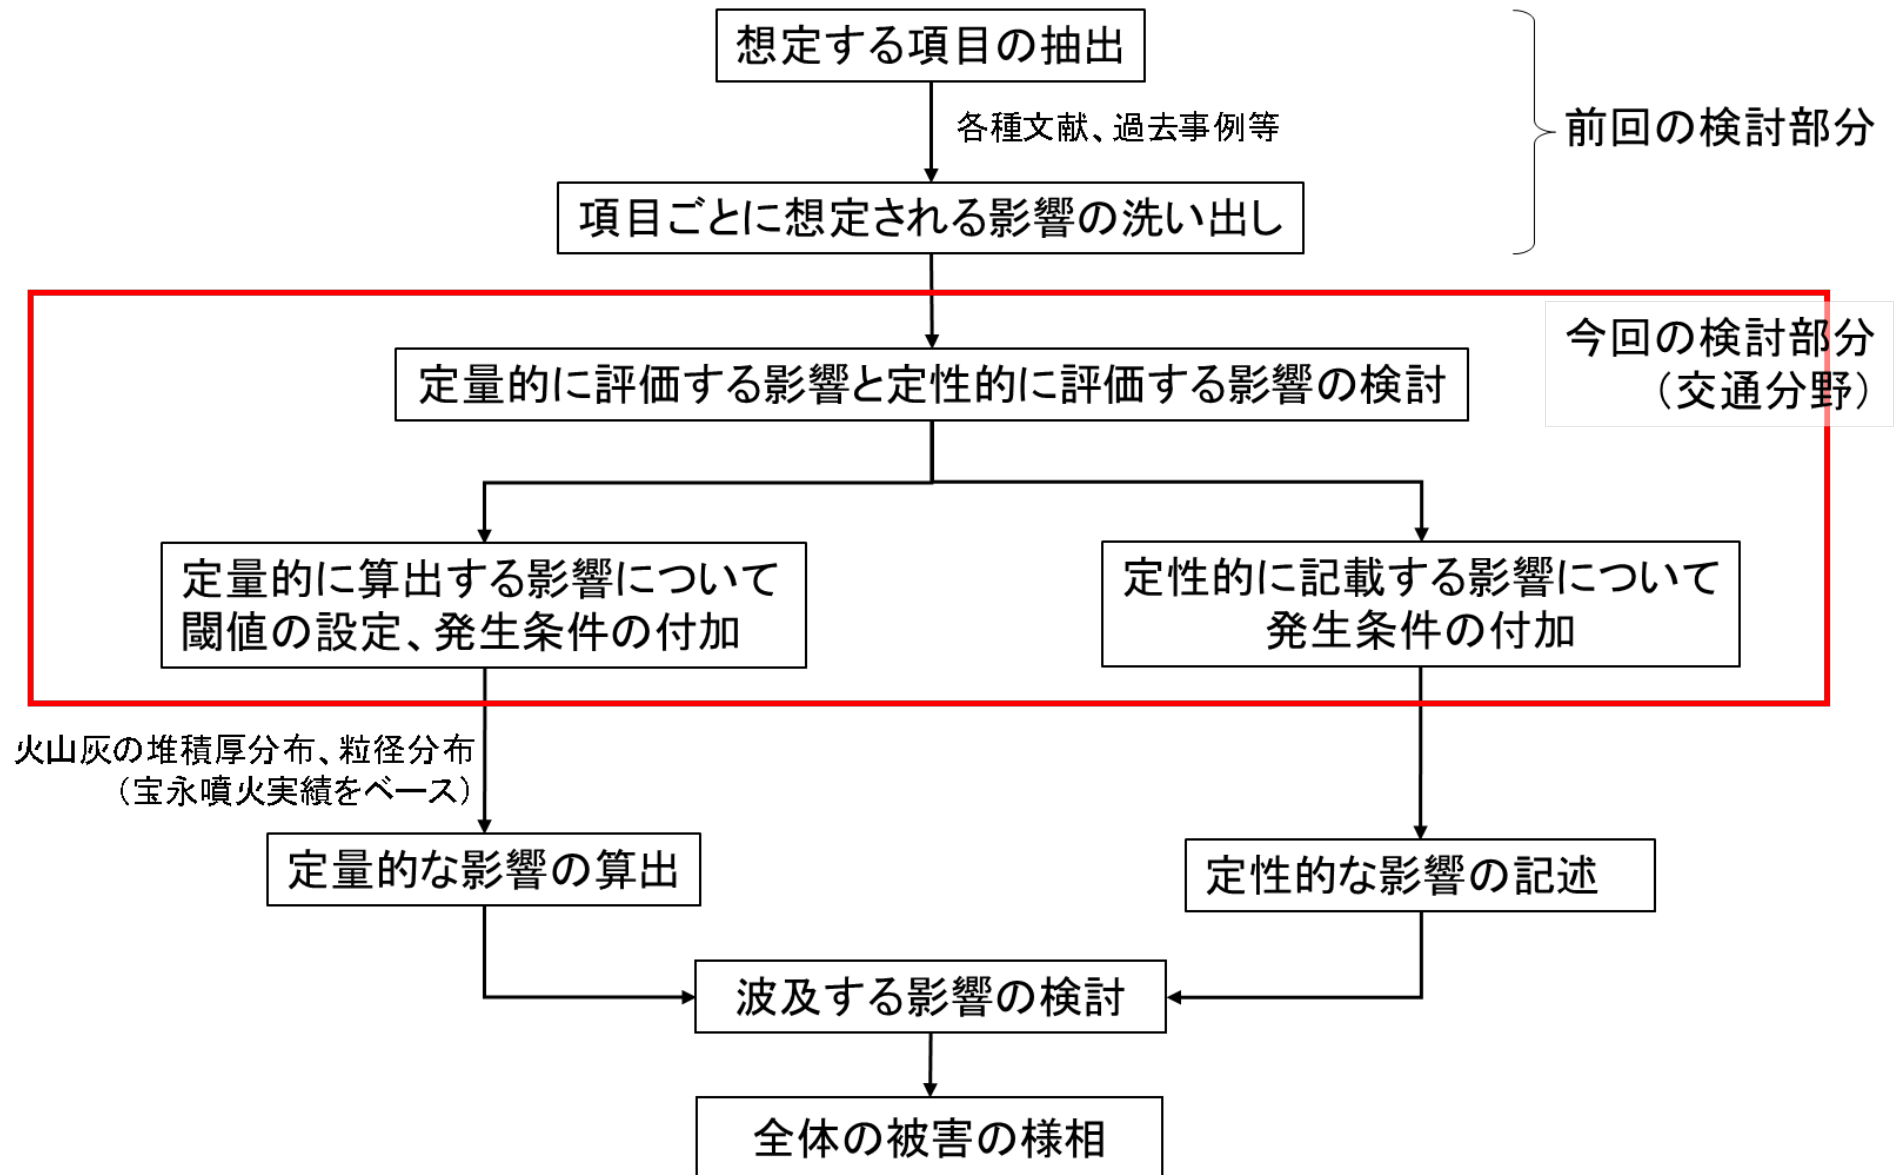 想定する項目の抽出
各種文献、過去事例等
前回の検討部分
項目ごとに想定される影響の洗い出し
今回の検討部分
（交通分野）
定量的に評価する影響と定性的に評価する影響の検討
定量的に算出する影響について
閾値の設定、発生条件の付加
定性的に記載する影響について
発生条件の付加
火山灰の堆積厚分布、粒径分布
（宝永噴火実績をベース）
定量的な影響の算出
定性的な影響の記述
波及する影響の検討
全体の被害の様相